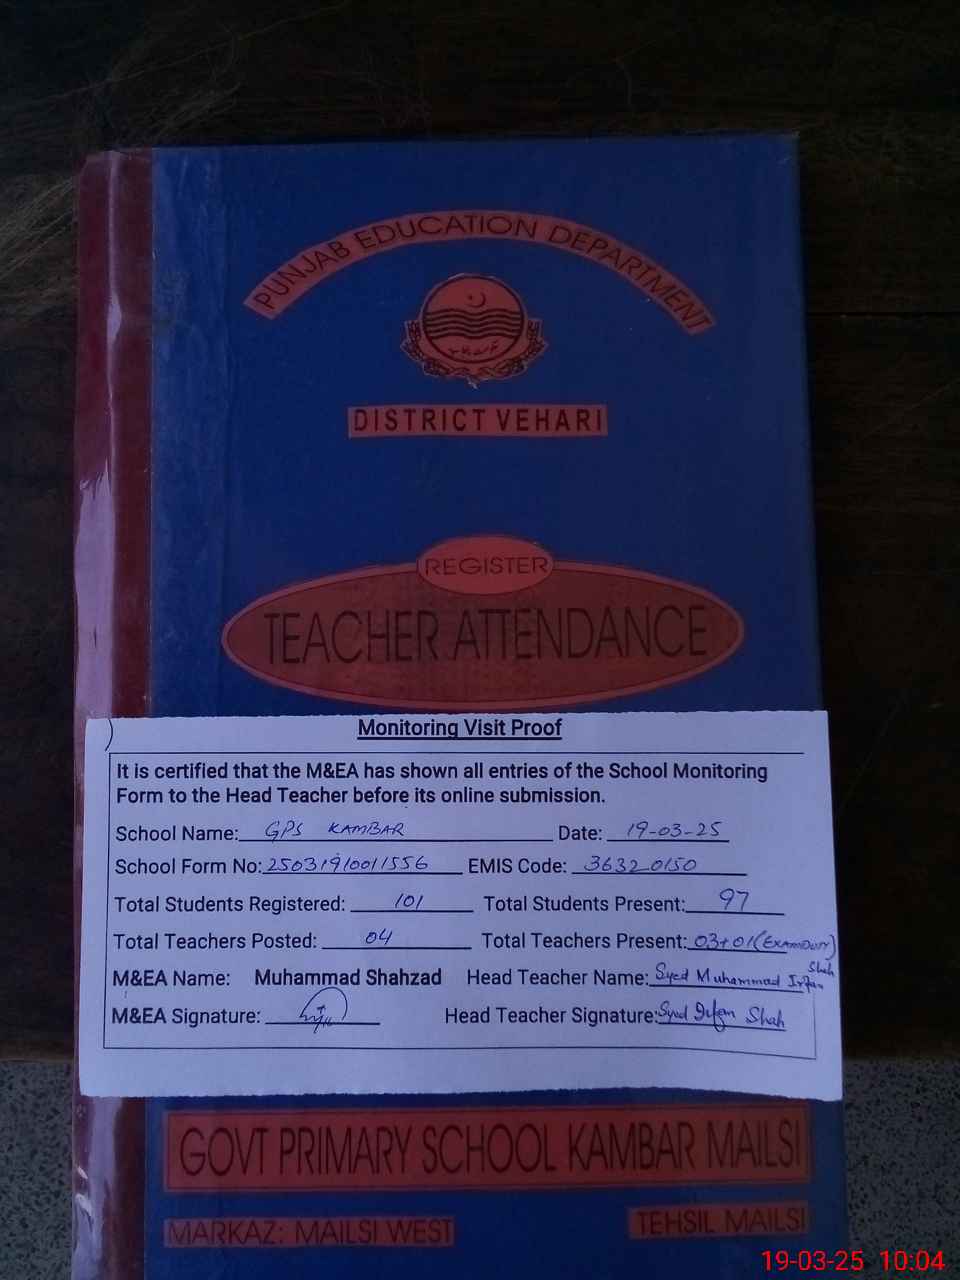 PUNJAB EDUCATION DEPARTMENT
DISTRICT VEHARI
REGISTER
TEACHER ATTENDANCE
Monitoring Visit Proof
It is certified that the M&EA has shown all entries of the School Monitoring
Form to the Head Teacher before its online submission.
School Name: GPS KAMBAR Date: 19-03-25
School Form No: 25031910011556 EMIS Code: 36320150
Total Students Registered: 101 Total Students Present: 97
Total Teachers Posted: 04 Total Teachers Present: 03+01(EXAM DUTY)
M&EA Name: Muhammad Shahzad Head Teacher Name: Syed Muhammad Irfan Shah
M&EA Signature: Head Teacher Signature: Syed Irfan Shah
GOVT PRIMARY SCHOOL KAMBAR MAILSI
MARKAZ: MAILSI WEST TEHSIL MAILSI
19-03-25 10:04